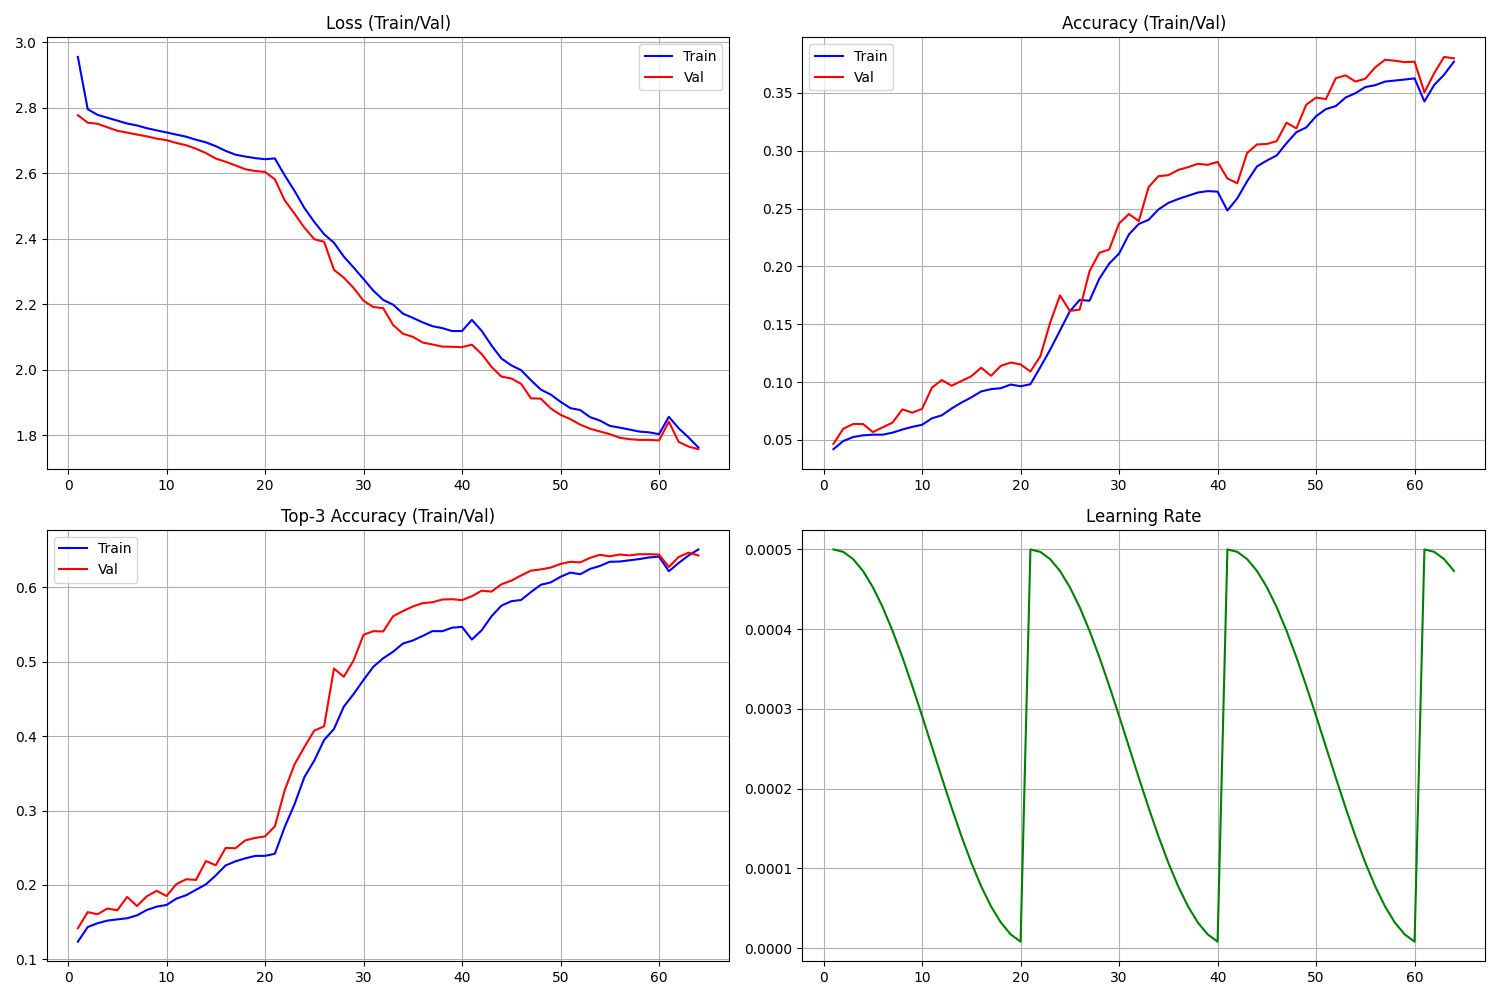 Loss (Train/Val)
Train
Val
3.0
2.8
2.6
2.4
2.2
2.0
1.8
0 10 20 30 40 50 60
Accuracy (Train/Val)
Train
Val
0.35
0.30
0.25
0.20
0.15
0.10
0.05
0 10 20 30 40 50 60
Top-3 Accuracy (Train/Val)
Train
Val
0.6
0.5
0.4
0.3
0.2
0.1
0 10 20 30 40 50 60
Learning Rate
0.0005
0.0004
0.0003
0.0002
0.0001
0.0000
0 10 20 30 40 50 60